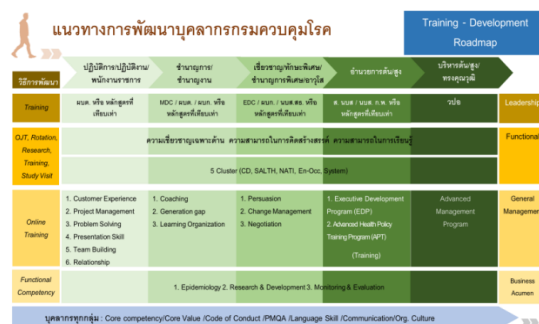 แนวทางการพัฒนาบุคลากรกรมควบคุมโรค
Training - Development
Roadmap
วิธีการพัฒนา
ปฏิบัติการ/ปฏิบัติงาน/
พนักงานราชการ
ชำนาญการ/
ชำนาญงาน
เชี่ยวชาญ/ทักษะพิเศษ/
ชำนาญการพิเศษ/อาวุโส
อำนวยการต้น/สูง
บริหารต้น/สูง/
ทรงคุณวุฒิ
Training
หรือ หลักสูตรที่
เทียบเท่า
MDC / ผบต. / ผบก. หรือ
หลักสูตรที่เทียบเท่า
EDC / ผบก. / นบส.สธ. หรือ
หลักสูตรที่เทียบเท่า
ส. นบส / นบส ก.พ. หรือ
หลักสูตรที่เทียบเท่า
วปอ
Leadership
OJT, Rotation,
Research,
Training,
Study Visit
ความเชี่ยวชาญเฉพาะด้าน ความสามารถในการคิดสร้างสรรค์ ความสามารถในการเรียนรู้
5 Cluster (CD, SALTH, NATI, En-Occ, System)
Functional
Online
Training
1. Customer Experience
2. Project Management
3. Problem Solving
4. Presentation Skill
5. Team Building
6. Relationship
1. Coaching
2. Generation gap
3. Learning Organization
1. Persuasion
2. Change Management
3. Negotiation
1. Executive Development
Program (EDP)
2. Advanced Health Policy
Training Program (APT)
(Training)
Advanced
Management
Program
General
Managemer
Functional
Competency
1. Epidemiology 2. Research & Development 3. Monitoring & Evaluation
Business
Acumen
บุคลากรทุกกลุ่ม : Core competency/Core Value /Code of Conduct /PMQA /Language Skill /Communication/Org. Culture